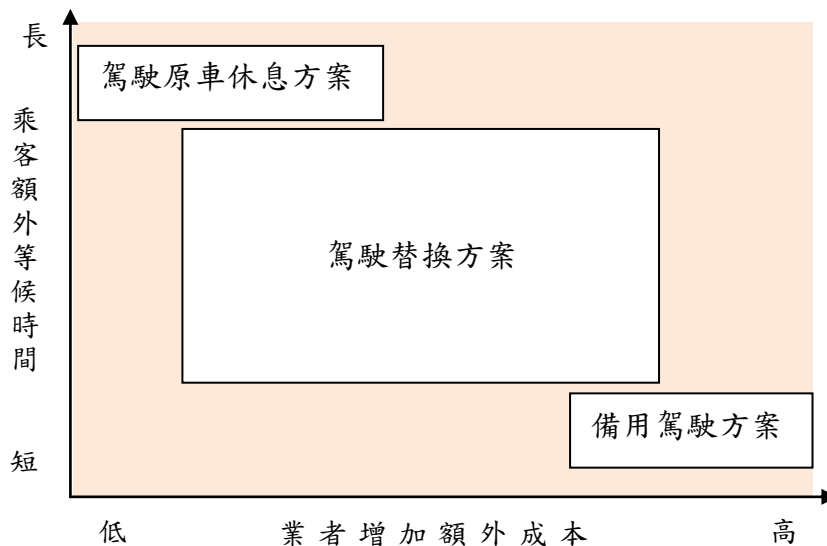 長
駕駛原車休息方案
乘客額外等候時間
駕駛替換方案
備用駕駛方案
短
低
業者增加額外成本
高